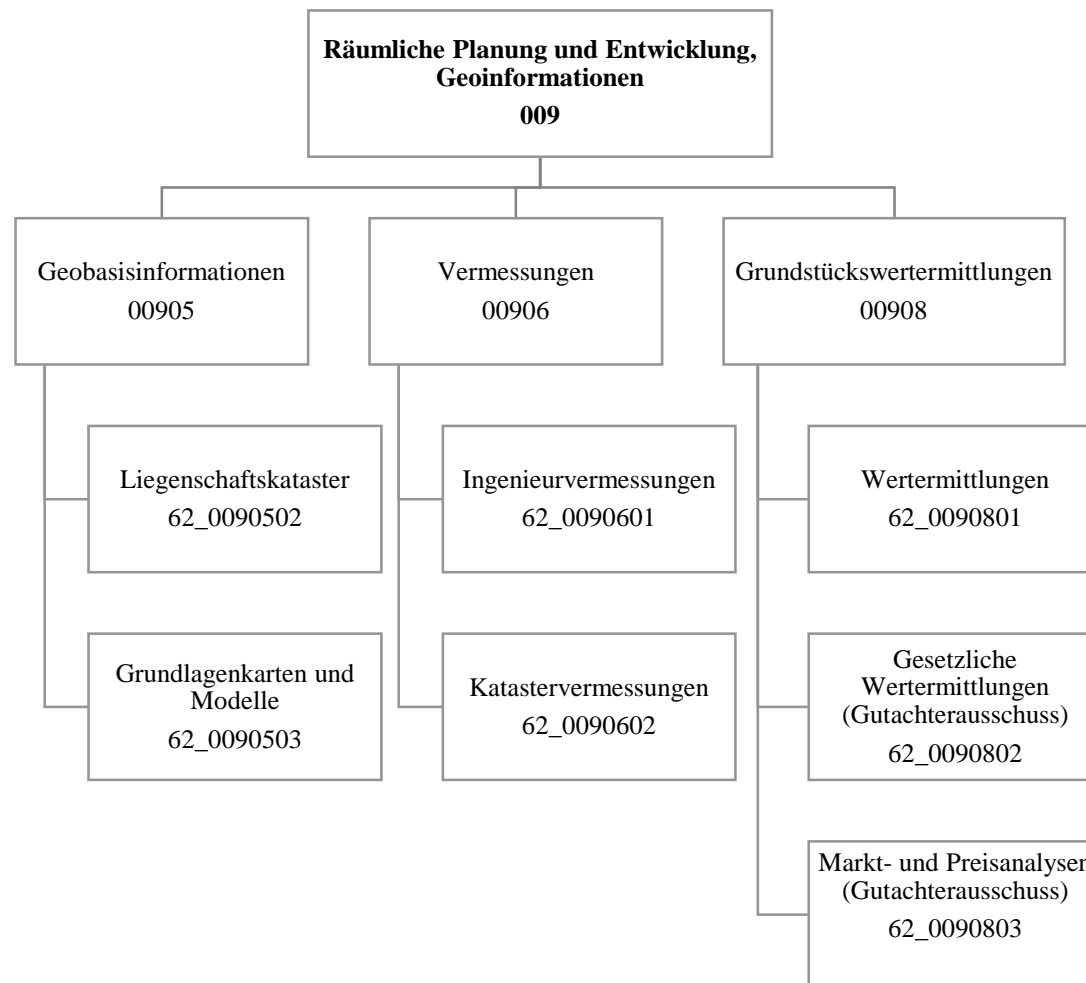 Räumliche Planung und Entwicklung,
Geoinformationen
009
Geobasisinformationen
00905
Vermessungen
00906
Grundstückswertermittlungen
00908
Liegenschaftskataster
62_0090502
Ingenieurvermessungen
62_0090601
Wertermittlungen
62_0090801
Grundlagenkarten und
Modelle
62_0090503
Katastervermessungen
62_0090602
Gesetzliche
Wertermittlungen
(Gutachterausschuss)
62_0090802
Markt- und Preisanalysen
(Gutachterausschuss)
62_0090803